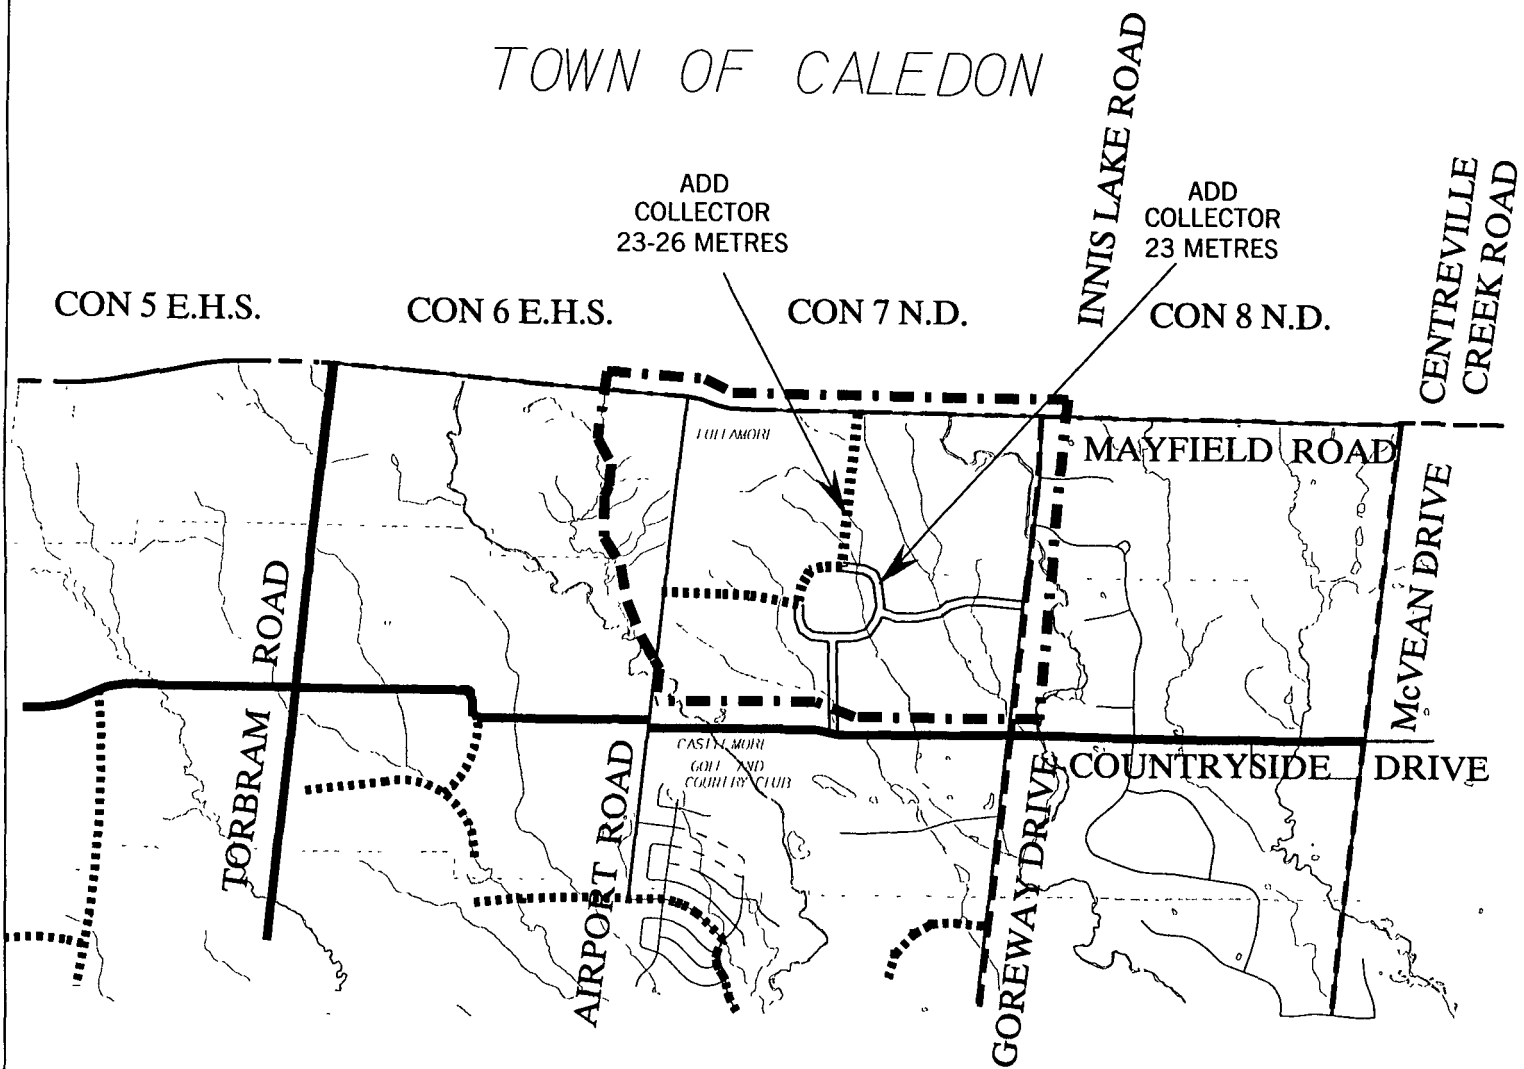 TOWN OF CALEDON
INNIS LAKE ROAD
CENTREVILLE
CREEK ROAD
ADD
COLLECTOR
23-26 METRES
ADD
COLLECTOR
23 METRES
CON 5 E.H.S.
CON 6 E.H.S.
CON 7 N.D.
CON 8 N.D.
MAYFIELD ROAD
TORBRAM ROAD
McVEAN DRIVE
CASTLEMORE
GOLF AND
COUNTRY CLUB
COUNTRYSIDE DRIVE
AIRPORT ROAD
GOREWAY DRIVE